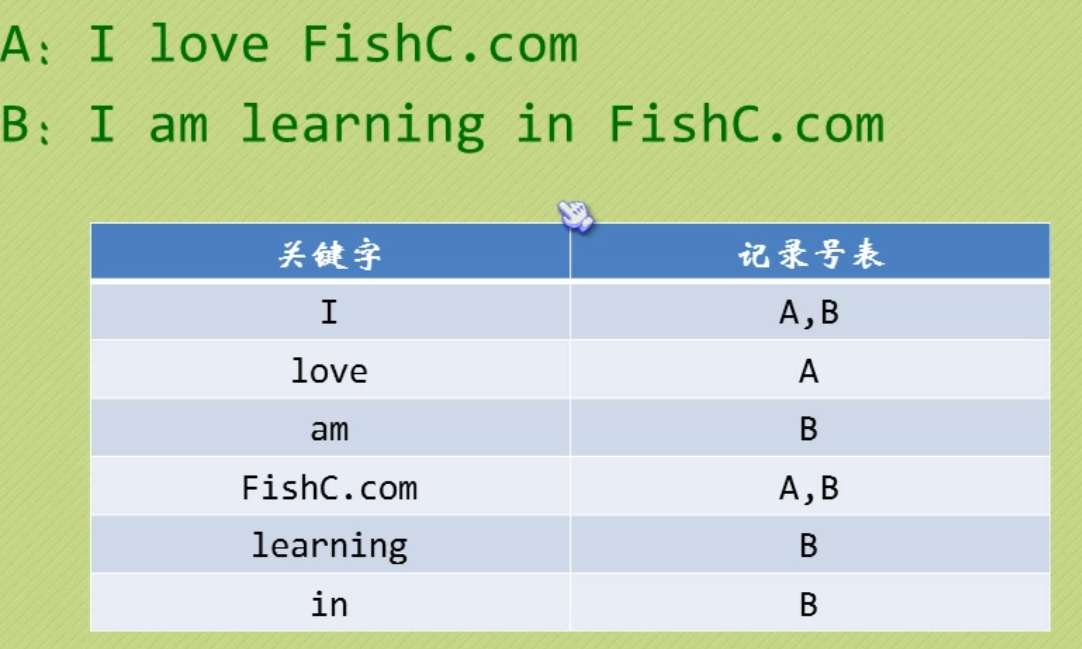 A：I love FishC.com
B：I am learning in FishC.com
关键字 记录号表
I A,B
love A
am B
FishC.com A,B
learning B
in B